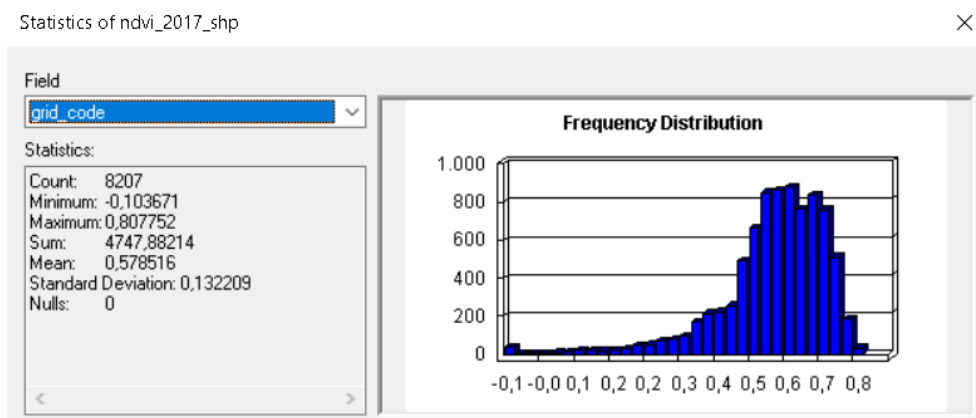 Statistics of ndvi_2017_shp
Field
grid_code
Statistics:
Count: 8207
Minimum: -0,103671
Maximum: 0,807752
Sum: 4747,88214
Mean: 0,578516
Standard Deviation: 0,132209
Nulls: 0
Frequency Distribution
1.000
800
600
400
200
0
-0,1 -0,0 0,1 0,2 0,2 0,3 0,4 0,5 0,6 0,7 0,8